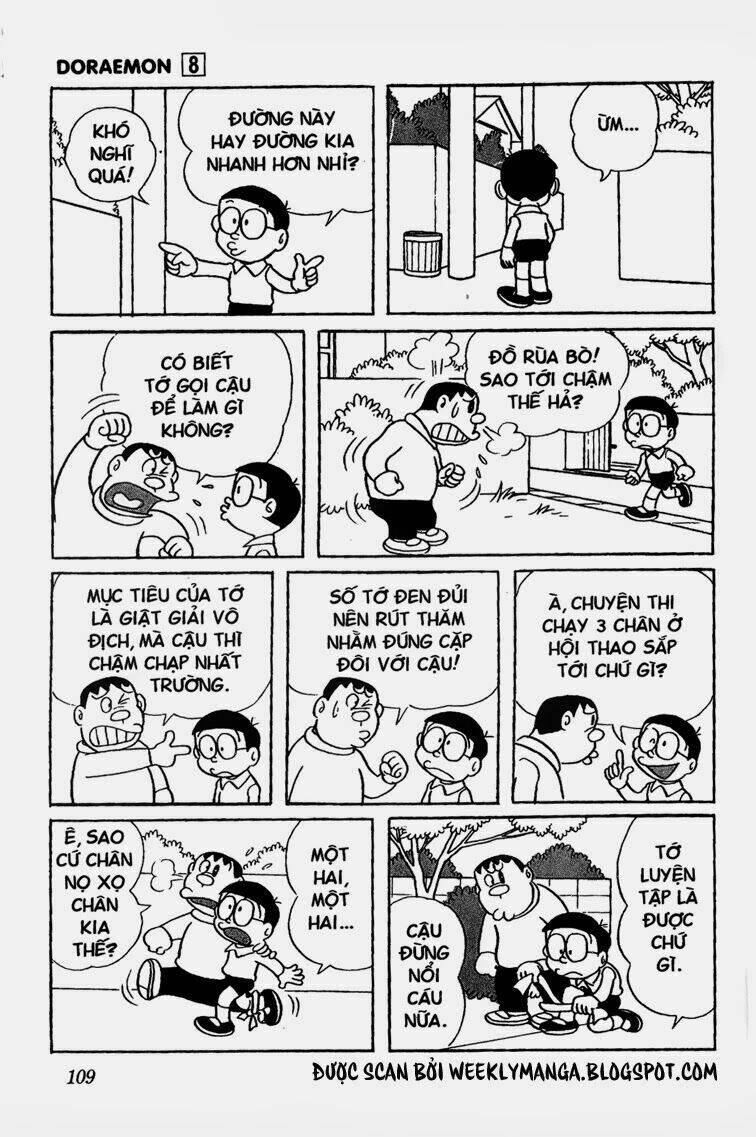 DORAEMON 8
ỪM...
ĐƯỜNG NÀY
HAY ĐƯỜNG KIA
NHANH HƠN NHỈ?
KHÓ
NGHĨ
QUÁ!
ĐỒ RÙA BÒ!
SAO TỚI CHẬM
THẾ HẢ?
CÓ BIẾT
TỚ GỌI CẬU
ĐỂ LÀM GÌ
KHÔNG?
À, CHUYỆN THI
CHẠY 3 CHÂN Ở
HỘI THAO SẮP
TỚI CHỨ GÌ?
SỐ TỚ ĐEN ĐỦI
NÊN RÚT THĂM
NHẰM ĐÚNG CẶP
ĐÔI VỚI CẬU!
MỤC TIÊU CỦA TỚ
LÀ GIẬT GIẢI VÔ
ĐỊCH, MÀ CẬU THÌ
CHẬM CHẠP NHẤT
TRƯỜNG.
TỚ
LUYỆN
TẬP LÀ
ĐƯỢC
CHỨ
GÌ.
CẬU
ĐỪNG
NỔI
CÁU
NỮA.
MỘT
HAI,
MỘT
HAI...
Ê, SAO
CỨ CHÂN
NỌ XỌ
CHÂN
KIA
THẾ?
109
ĐƯỢC SCAN BỞI WEEKLYMANGA.BLOGSPOT.COM